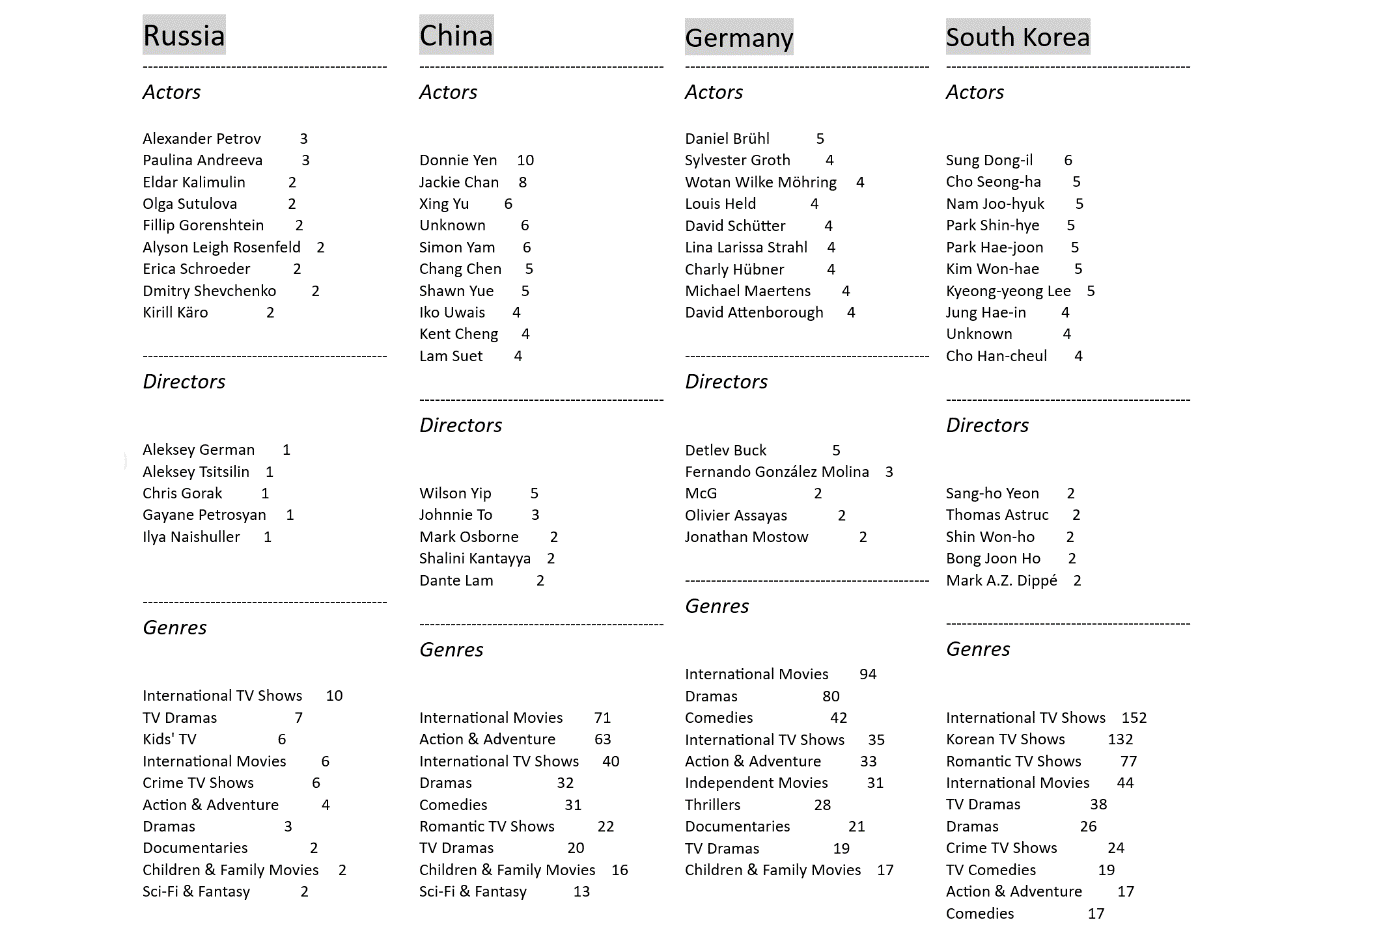 Russia
------------------------------------------------
Actors
Alexander Petrov 3
Paulina Andreeva 3
Eldar Kalimulin 2
Olga Sutulova 2
Fillip Gorenshtein 2
Alyson Leigh Rosenfeld 2
Erica Schroeder 2
Dmitry Shevchenko 2
Kirill Käro 2
------------------------------------------------
Directors
Aleksey German 1
Aleksey Tsitsilin 1
Chris Gorak 1
Gayane Petrosyan 1
Ilya Naishuller 1
------------------------------------------------
Genres
International TV Shows 10
TV Dramas 7
Kids' TV 6
International Movies 6
Crime TV Shows 6
Action & Adventure 4
Dramas 3
Documentaries 2
Children & Family Movies 2
Sci-Fi & Fantasy 2
China
------------------------------------------------
Actors
Donnie Yen 10
Jackie Chan 8
Xing Yu 6
Unknown 6
Simon Yam 6
Chang Chen 5
Shawn Yue 5
Iko Uwais 4
Kent Cheng 4
Lam Suet 4
------------------------------------------------
Directors
Wilson Yip 5
Johnnie To 3
Mark Osborne 2
Shalini Kantayya 2
Dante Lam 2
------------------------------------------------
Genres
International Movies 71
Action & Adventure 63
International TV Shows 40
Dramas 32
Comedies 31
Romantic TV Shows 22
TV Dramas 20
Children & Family Movies 16
Sci-Fi & Fantasy 13
Germany
------------------------------------------------
Actors
Daniel Brühl 5
Sylvester Groth 4
Wotan Wilke Möhring 4
Louis Held 4
David Schütter 4
Lina Larissa Strahl 4
Charly Hübner 4
Michael Maertens 4
David Attenborough 4
------------------------------------------------
Directors
Detlev Buck 5
Fernando González Molina 3
McG 2
Olivier Assayas 2
Jonathan Mostow 2
------------------------------------------------
Genres
International Movies 94
Dramas 80
Comedies 42
International TV Shows 35
Action & Adventure 33
Independent Movies 31
Thrillers 28
Documentaries 21
TV Dramas 19
Children & Family Movies 17
South Korea
------------------------------------------------
Actors
Sung Dong-il 6
Cho Seong-ha 5
Nam Joo-hyuk 5
Park Shin-hye 5
Park Hae-joon 5
Kim Won-hae 5
Kyeong-yeong Lee 5
Jung Hae-in 4
Unknown 4
Cho Han-cheul 4
------------------------------------------------
Directors
Sang-ho Yeon 2
Thomas Astruc 2
Shin Won-ho 2
Bong Joon Ho 2
Mark A.Z. Dippé 2
------------------------------------------------
Genres
International TV Shows 152
Korean TV Shows 132
Romantic TV Shows 77
International Movies 44
TV Dramas 38
Dramas 26
Crime TV Shows 24
TV Comedies 19
Action & Adventure 17
Comedies 17